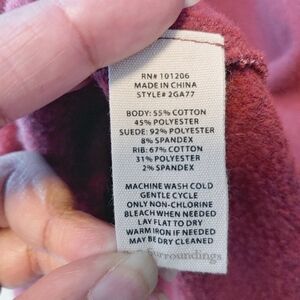 RN# 101206
MADE IN CHINA
STYLE# 2GA77
BODY: 55% COTTON
45% POLYESTER
SUEDE: 92% POLYESTER
8% SPANDEX
RIB: 67% COTTON
31% POLYESTER
2% SPANDEX
MACHINE WASH COLD
GENTLE CYCLE
ONLY NON-CHLORINE
BLEACH WHEN NEEDED
LAY FLAT TO DRY
WARM IRON IF NEEDED
MAY BE DRY CLEANED
Surroundings